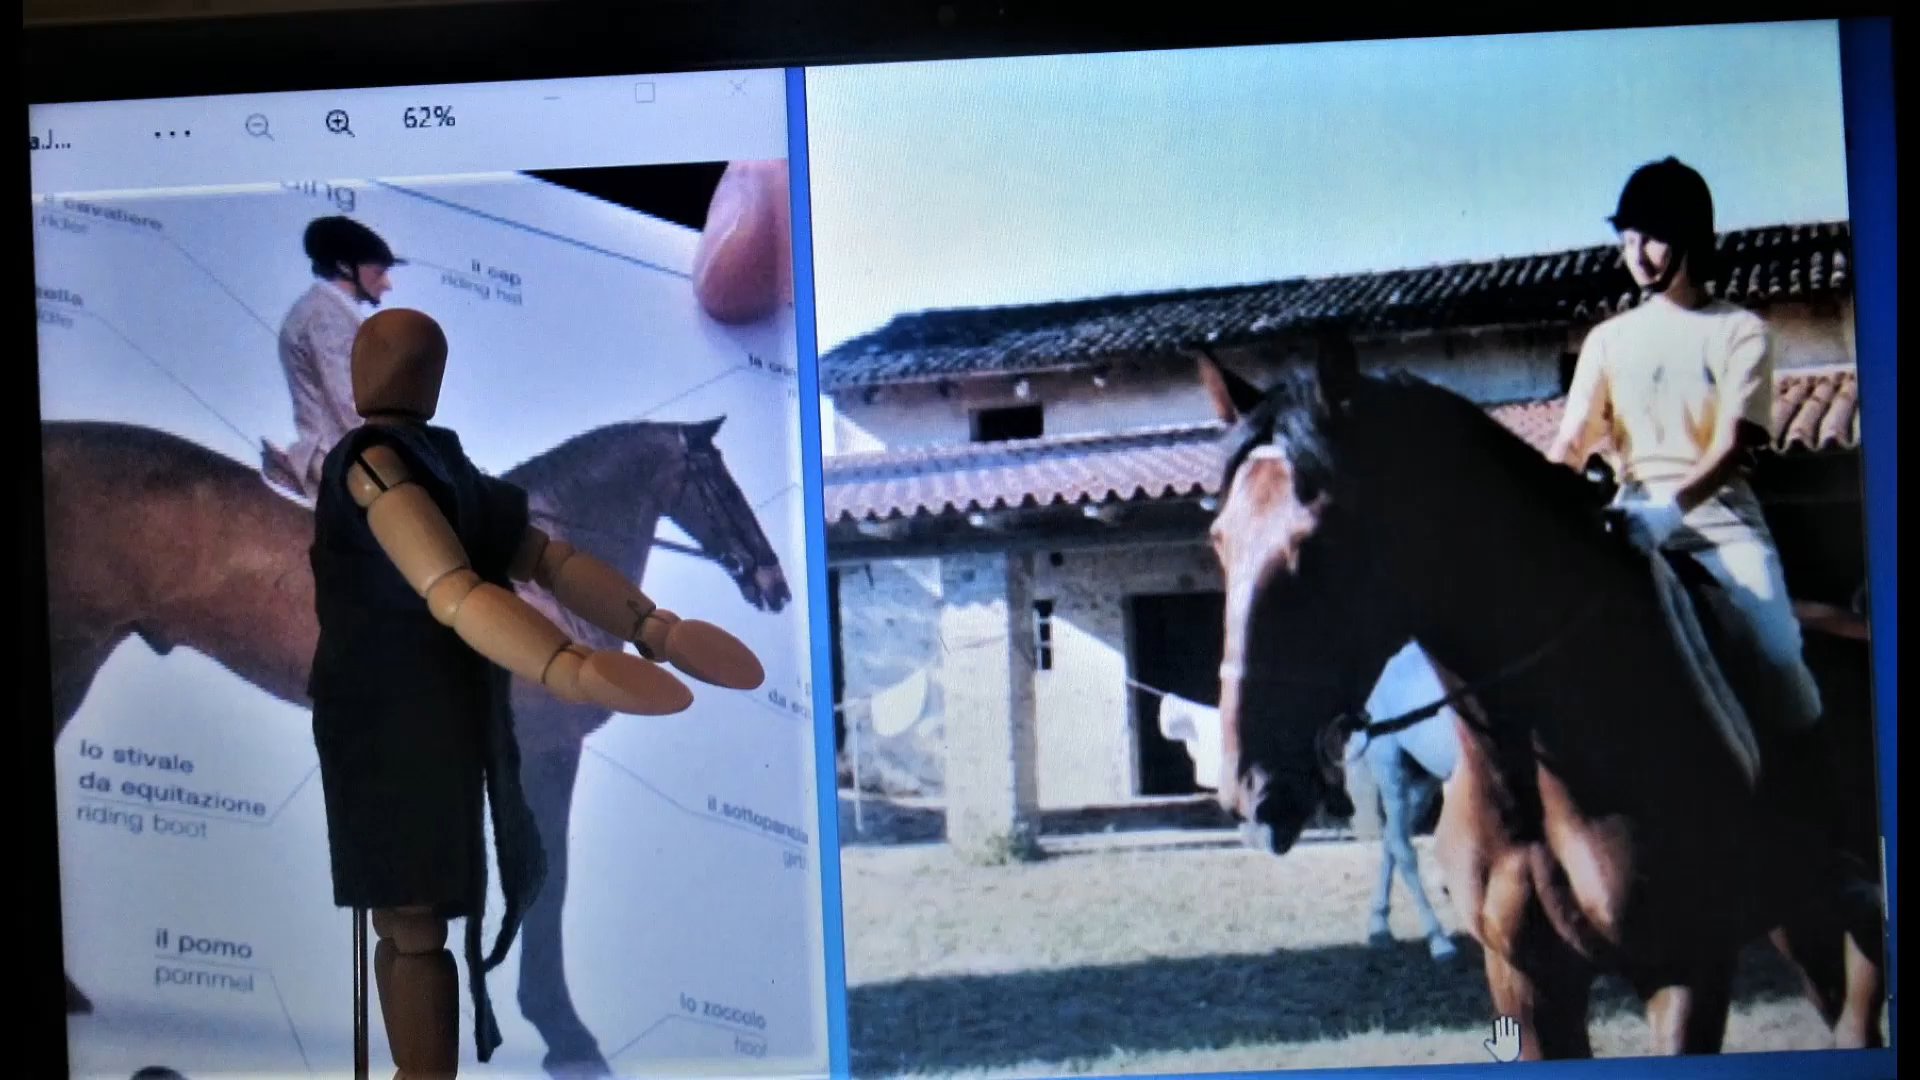 62%
il cavaliere
rider
il cap
riding hat
lo stivale
da equitazione
riding boot
il pomo
pommel
il sottopancia
lo zoccolo
hoof